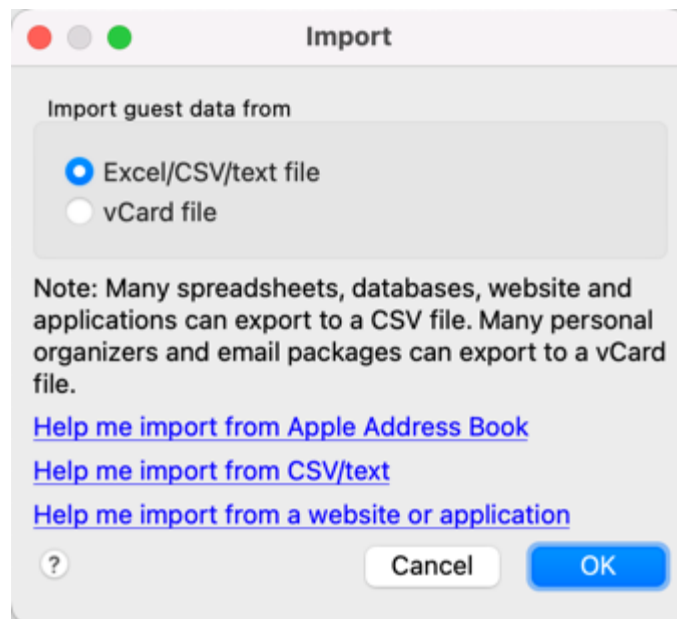 Import
Import guest data from
Excel/CSV/text file
vCard file
Note: Many spreadsheets, databases, website and
applications can export to a CSV file. Many personal
organizers and email packages can export to a vCard
file.
Help me import from Apple Address Book
Help me import from CSV/text
Help me import from a website or application
?
Cancel
OK